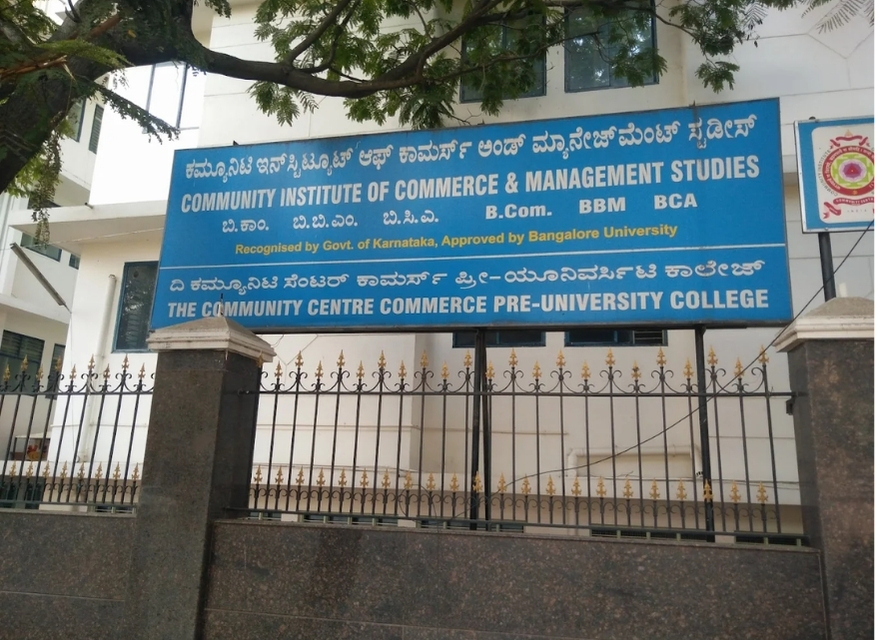 ಕಮ್ಯೂನಿಟಿ ಇನ್‌ಸ್ಟಿಟ್ಯೂಟ್ ಆಫ್ ಕಾಮರ್ಸ್ ಅಂಡ್ ಮ್ಯಾನೇಜ್‌ಮೆಂಟ್ ಸ್ಟಡೀಸ್
COMMUNITY INSTITUTE OF COMMERCE & MANAGEMENT STUDIES
ಬಿ.ಕಾಂ. ಬಿ.ಬಿ.ಎಂ. ಬಿ.ಸಿ.ಎ. B.Com. BBM BCA
Recognised by Govt. of Karnataka, Approved by Bangalore University
ದಿ ಕಮ್ಯೂನಿಟಿ ಸೆಂಟರ್ ಕಾಮರ್ಸ್ ಪ್ರೀ-ಯೂನಿವರ್ಸಿಟಿ ಕಾಲೇಜ್
THE COMMUNITY CENTRE COMMERCE PRE-UNIVERSITY COLLEGE